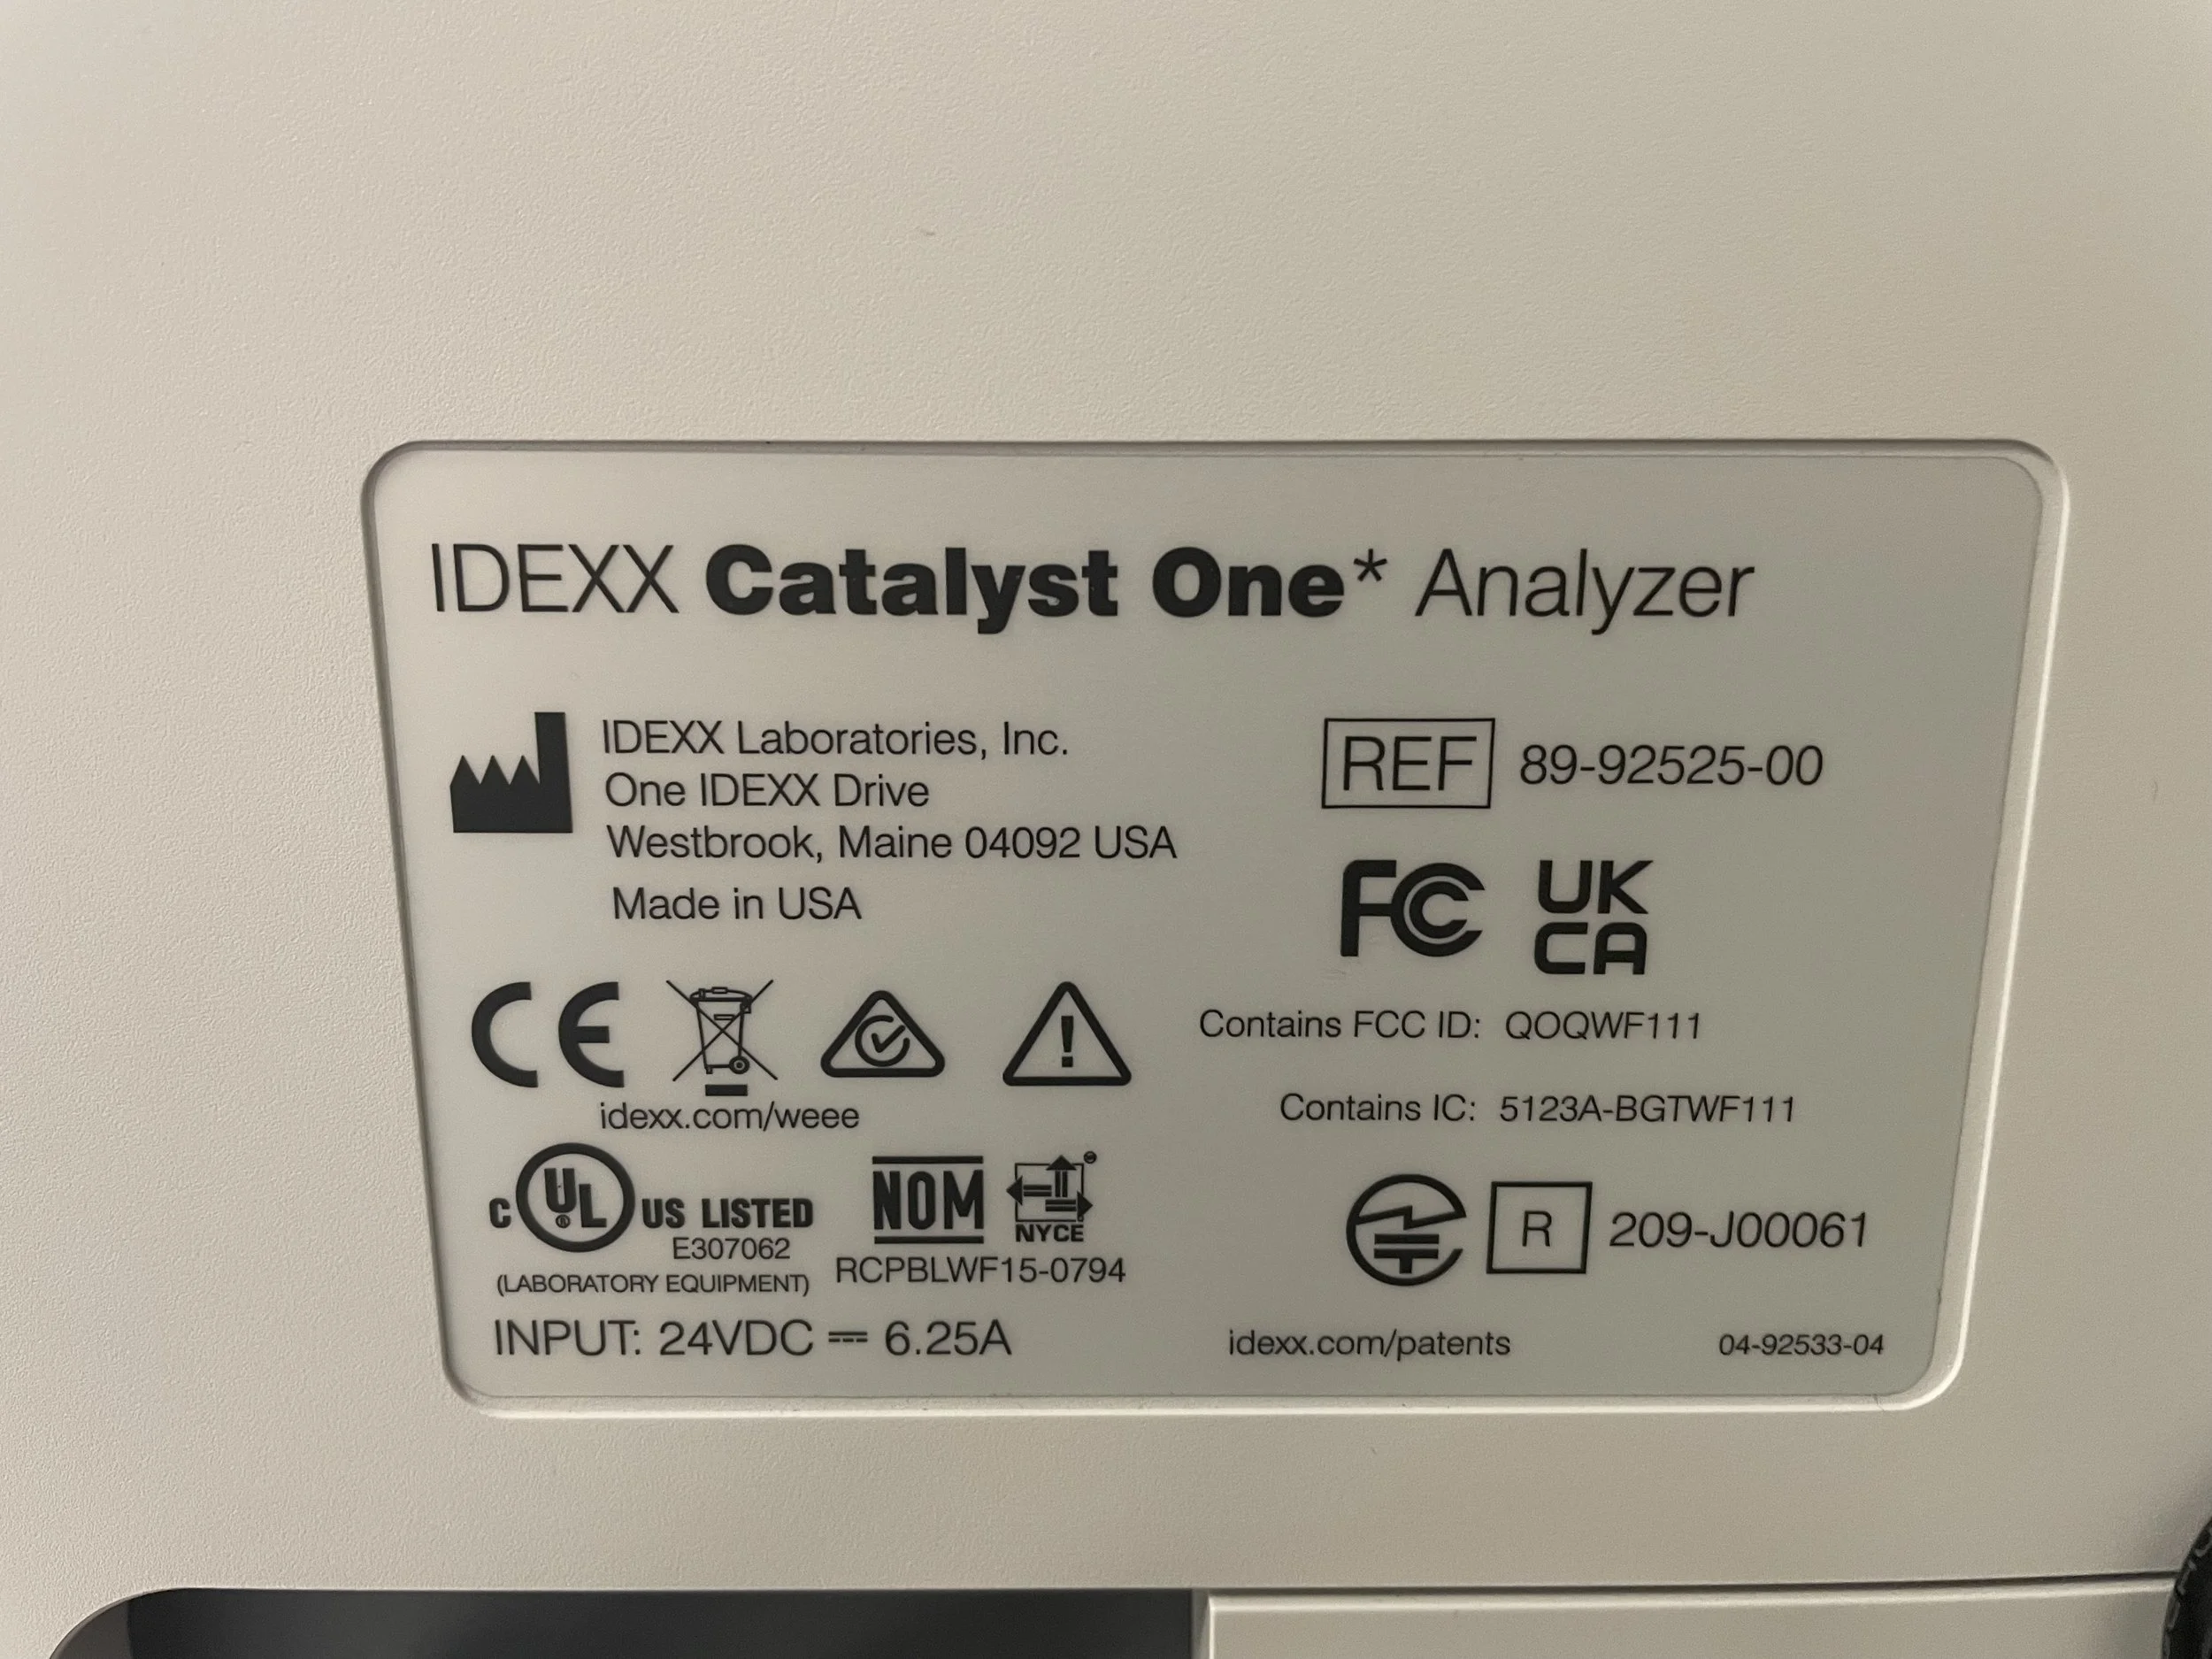 IDEXX Catalyst One* Analyzer
IDEXX Laboratories, Inc.
One IDEXX Drive
Westbrook, Maine 04092 USA
Made in USA
REF 89-92525-00
FC UK CA
CE
idexx.com/weee
Contains FCC ID: QOQWF111
Contains IC: 5123A-BGTWF111
C UL® US LISTED
E307062
(LABORATORY EQUIPMENT)
NOM NYCE
RCPBLWF15-0794
R 209-J00061
INPUT: 24VDC ⎓ 6.25A
idexx.com/patents
04-92533-04